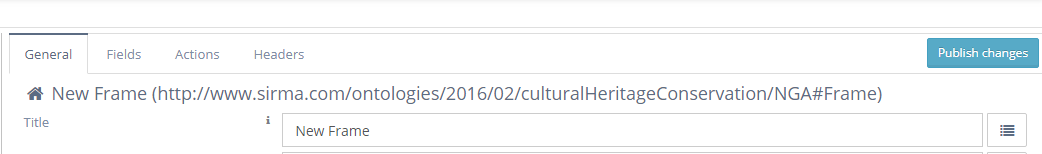 General Fields Actions Headers Publish changes
New Frame (http://www.sirma.com/ontologies/2016/02/culturalHeritageConservation/NGA#Frame)
Title i New Frame